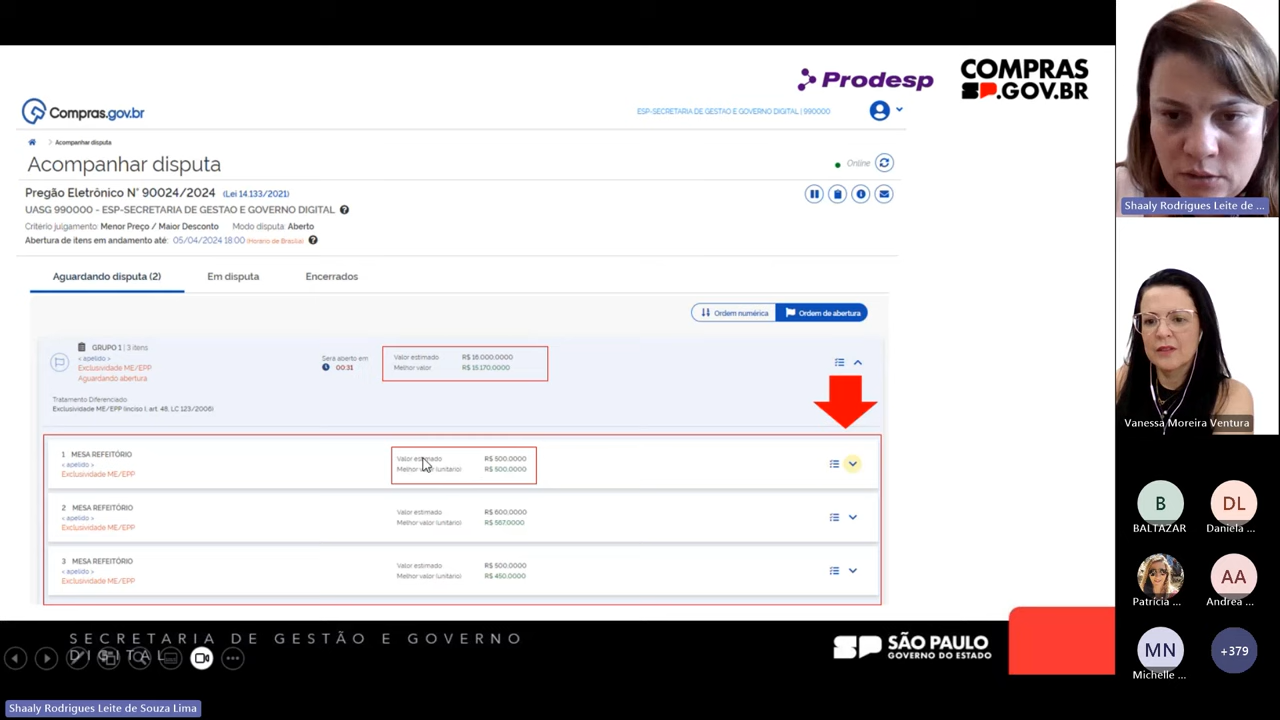 Prodesp
COMPRAS
SP.GOV.BR
Compras.gov.br
ESP-SECRETARIA DE GESTAO E GOVERNO DIGITAL | 990000
Acompanhar disputa
Acompanhar disputa
Online
Pregão Eletrônico N° 90024/2024 (Lei 14.133/2021)
UASG 990000 - ESP-SECRETARIA DE GESTAO E GOVERNO DIGITAL
Critério julgamento: Menor Preço / Maior Desconto Modo disputa: Aberto
Abertura de itens em andamento até: 05/04/2024 18:00 (Horário de Brasília)
Aguardando disputa (2) Em disputa Encerrados
Ordem numérica Ordem de abertura
GRUPO 1 | 3 itens
< apelido >
Exclusividade ME/EPP
Aguardando abertura
Será aberto em
00:31
Valor estimado R$ 16.000,0000
Melhor valor R$ 15.170,0000
Tratamento Diferenciado
Exclusividade ME/EPP (Inciso I, art. 48, LC 123/2006)
1 MESA REFEITÓRIO
< apelido >
Exclusividade ME/EPP
Valor estimado R$ 500,0000
Melhor valor (unitário) R$ 500,0000
2 MESA REFEITÓRIO
< apelido >
Exclusividade ME/EPP
Valor estimado R$ 600,0000
Melhor valor (unitário) R$ 567,0000
3 MESA REFEITÓRIO
< apelido >
Exclusividade ME/EPP
Valor estimado R$ 500,0000
Melhor valor (unitário) R$ 450,0000
SECRETARIA DE GESTÃO E GOVERNO
DIGITAL
SP SÃO PAULO
GOVERNO DO ESTADO
Shaaly Rodrigues Leite de Souza Lima
Shaaly Rodrigues Leite de ...
Vanessa Moreira Ventura
B
BALTAZAR
DL
Daniela ...
Patrícia ...
AA
Andrea ...
MN
Michelle ...
+379